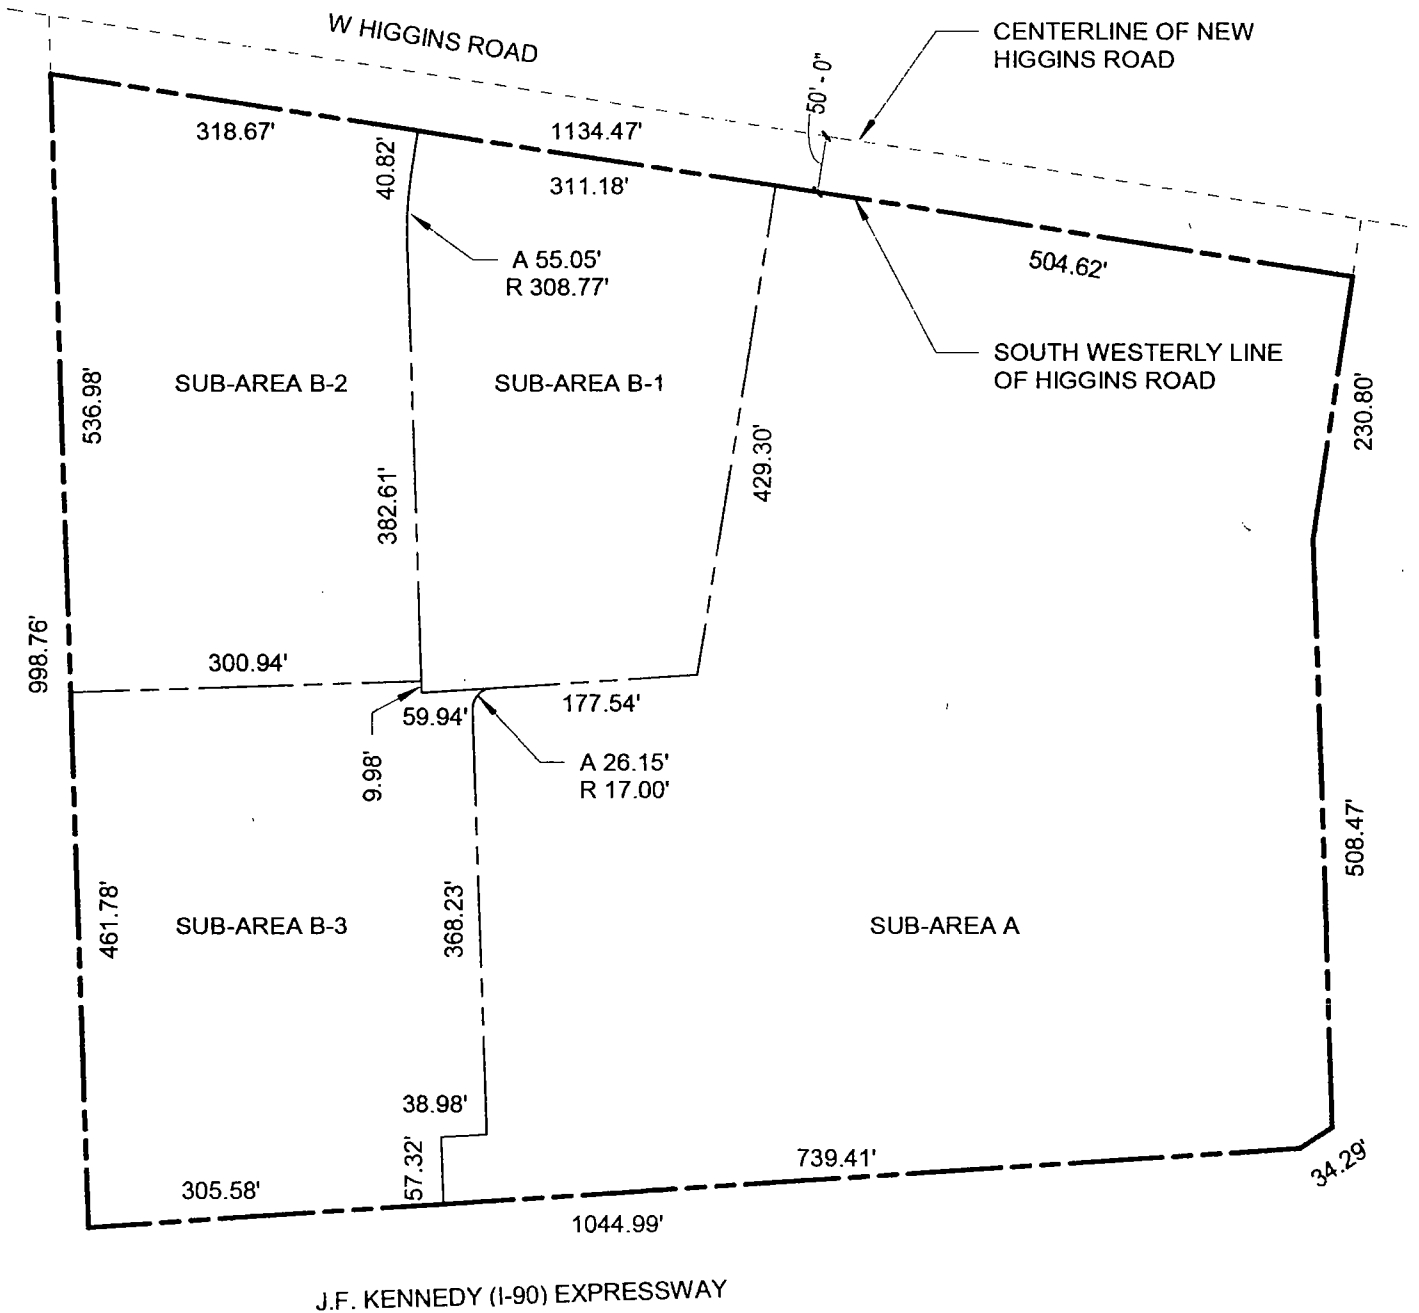 W HIGGINS ROAD
CENTERLINE OF NEW
HIGGINS ROAD
50' - 0"
318.67'
40.82'
1134.47'
311.18'
504.62'
A 55.05'
R 308.77'
SOUTH WESTERLY LINE
OF HIGGINS ROAD
SUB-AREA B-2
SUB-AREA B-1
536.98'
230.80'
429.30'
382.61'
998.76'
300.94'
59.94'
177.54'
9.98'
A 26.15'
R 17.00'
508.47'
461.78'
368.23'
SUB-AREA B-3
SUB-AREA A
38.98'
57.32'
739.41'
34.29'
305.58'
1044.99'
J.F. KENNEDY (I-90) EXPRESSWAY